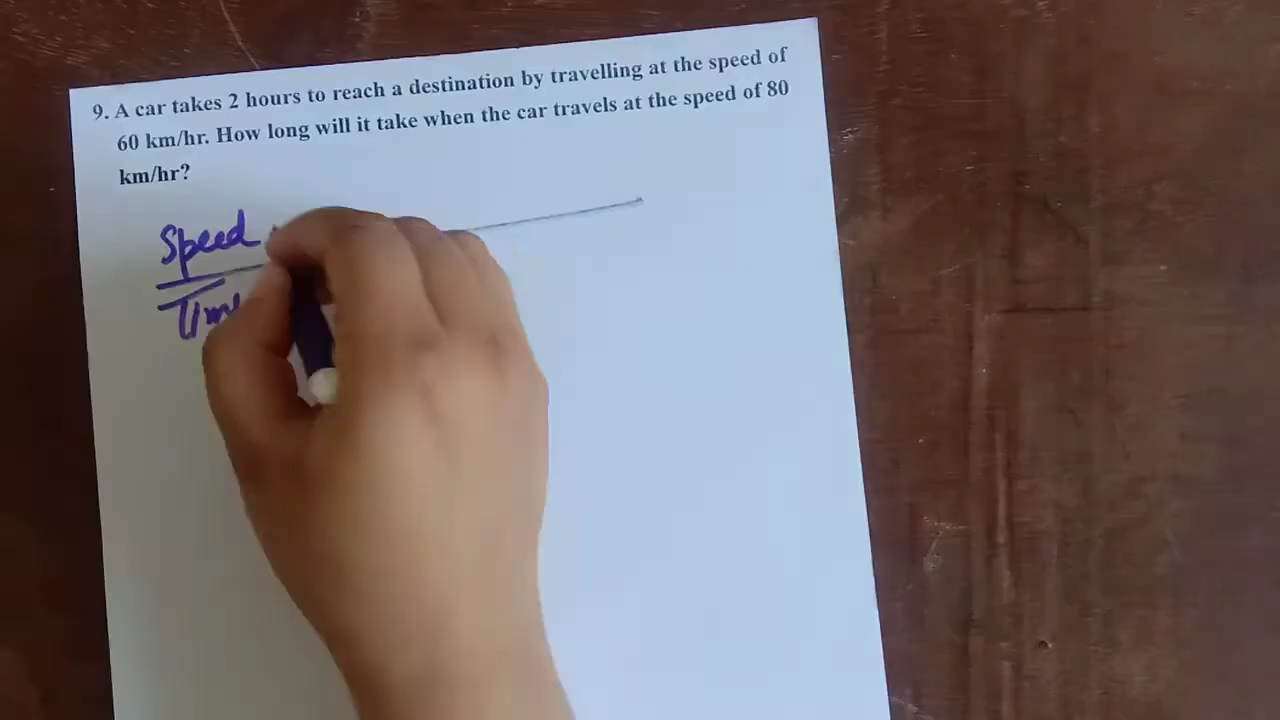 9. A car takes 2 hours to reach a destination by travelling at the speed of
60 km/hr. How long will it take when the car travels at the speed of 80
km/hr?
Speed